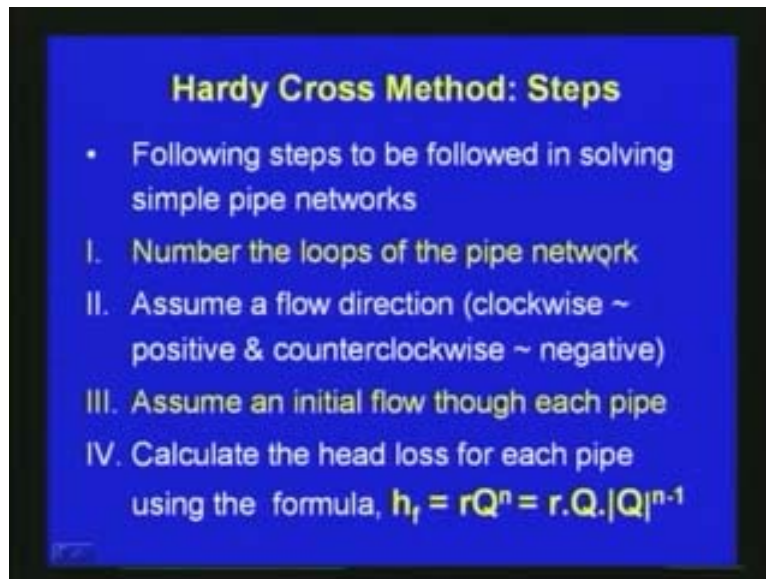 Hardy Cross Method: Steps
• Following steps to be followed in solving
simple pipe networks
I. Number the loops of the pipe network
II. Assume a flow direction (clockwise ~
positive & counterclockwise ~ negative)
III. Assume an initial flow though each pipe
IV. Calculate the head loss for each pipe
using the formula, hf = rQⁿ = r.Q.|Q|ⁿ⁻¹